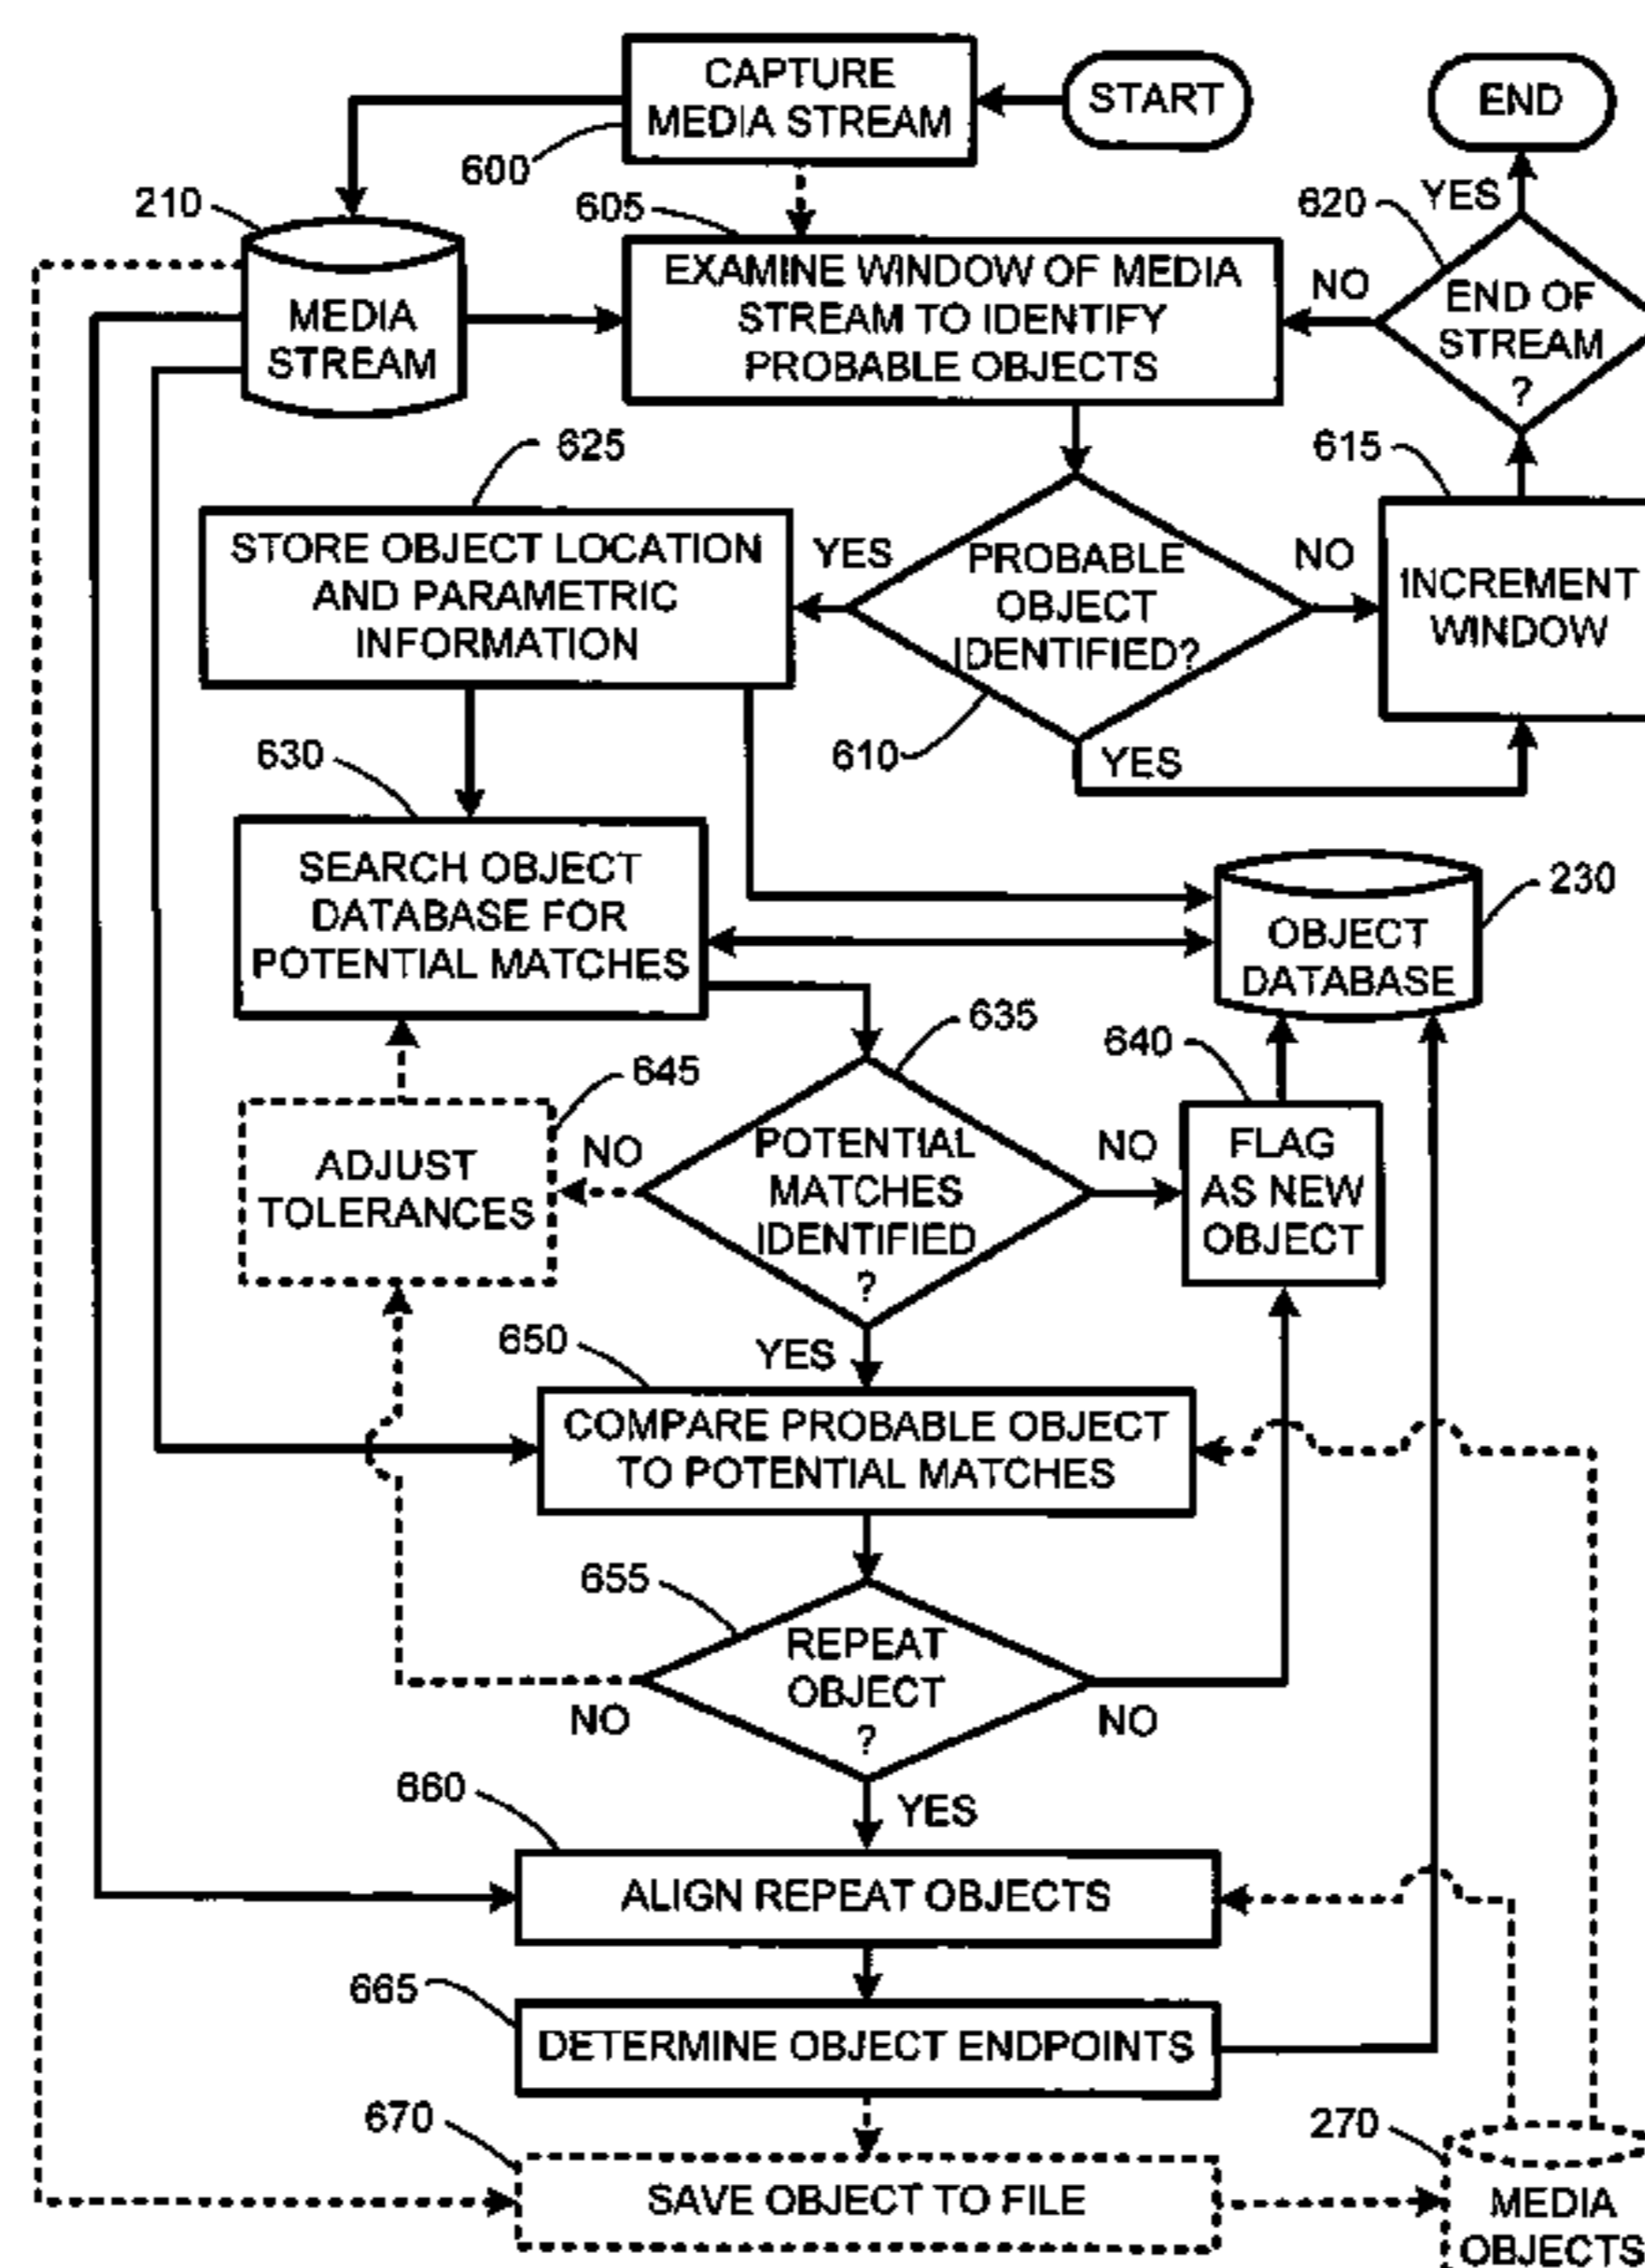 CAPTURE
MEDIA STREAM
START
END
600
210
605
620
YES
EXAMINE WINDOW OF MEDIA
STREAM TO IDENTIFY
PROBABLE OBJECTS
NO
END OF
STREAM
?
MEDIA
STREAM
625
615
STORE OBJECT LOCATION
AND PARAMETRIC
INFORMATION
YES
PROBABLE
OBJECT
IDENTIFIED?
NO
INCREMENT
WINDOW
630
610
YES
SEARCH OBJECT
DATABASE FOR
POTENTIAL MATCHES
230
OBJECT
DATABASE
635
640
645
ADJUST
TOLERANCES
NO
POTENTIAL
MATCHES
IDENTIFIED
?
NO
FLAG
AS NEW
OBJECT
650
YES
COMPARE PROBABLE OBJECT
TO POTENTIAL MATCHES
655
REPEAT
OBJECT
?
NO
NO
660
YES
ALIGN REPEAT OBJECTS
665
DETERMINE OBJECT ENDPOINTS
670
270
SAVE OBJECT TO FILE
MEDIA
OBJECTS